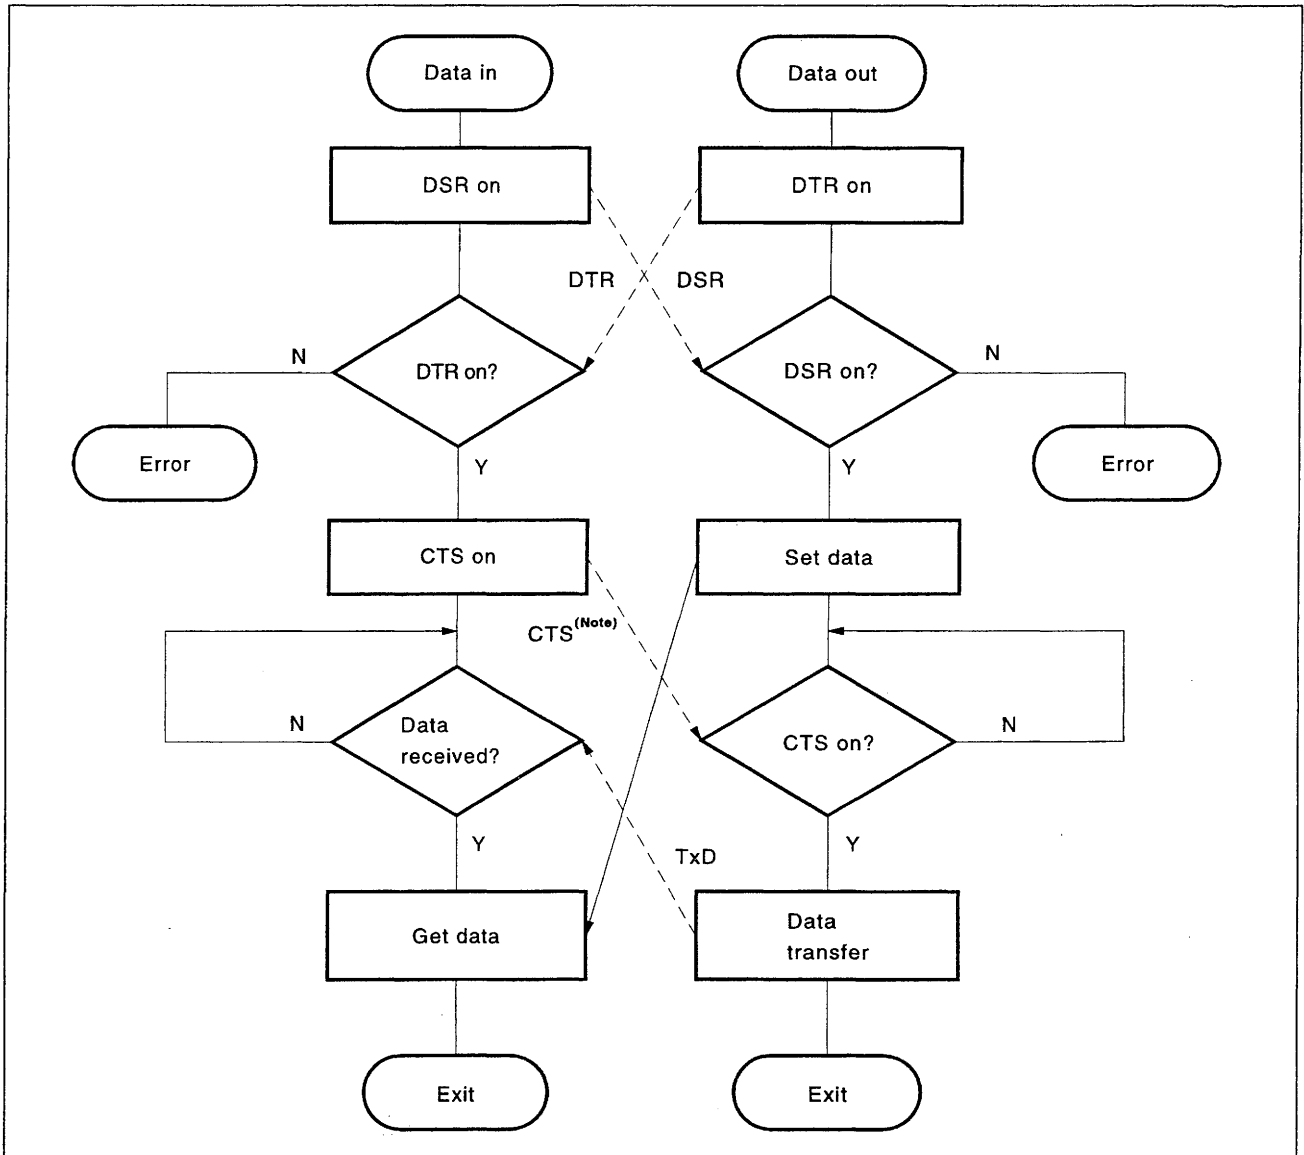 Data in
Data out
DSR on
DTR on
DTR
DSR
N
DTR on?
DSR on?
N
Error
Y
Y
Error
CTS on
Set data
CTS(Note)
N
Data
received?
CTS on?
N
Y
Y
TxD
Get data
Data
transfer
Exit
Exit